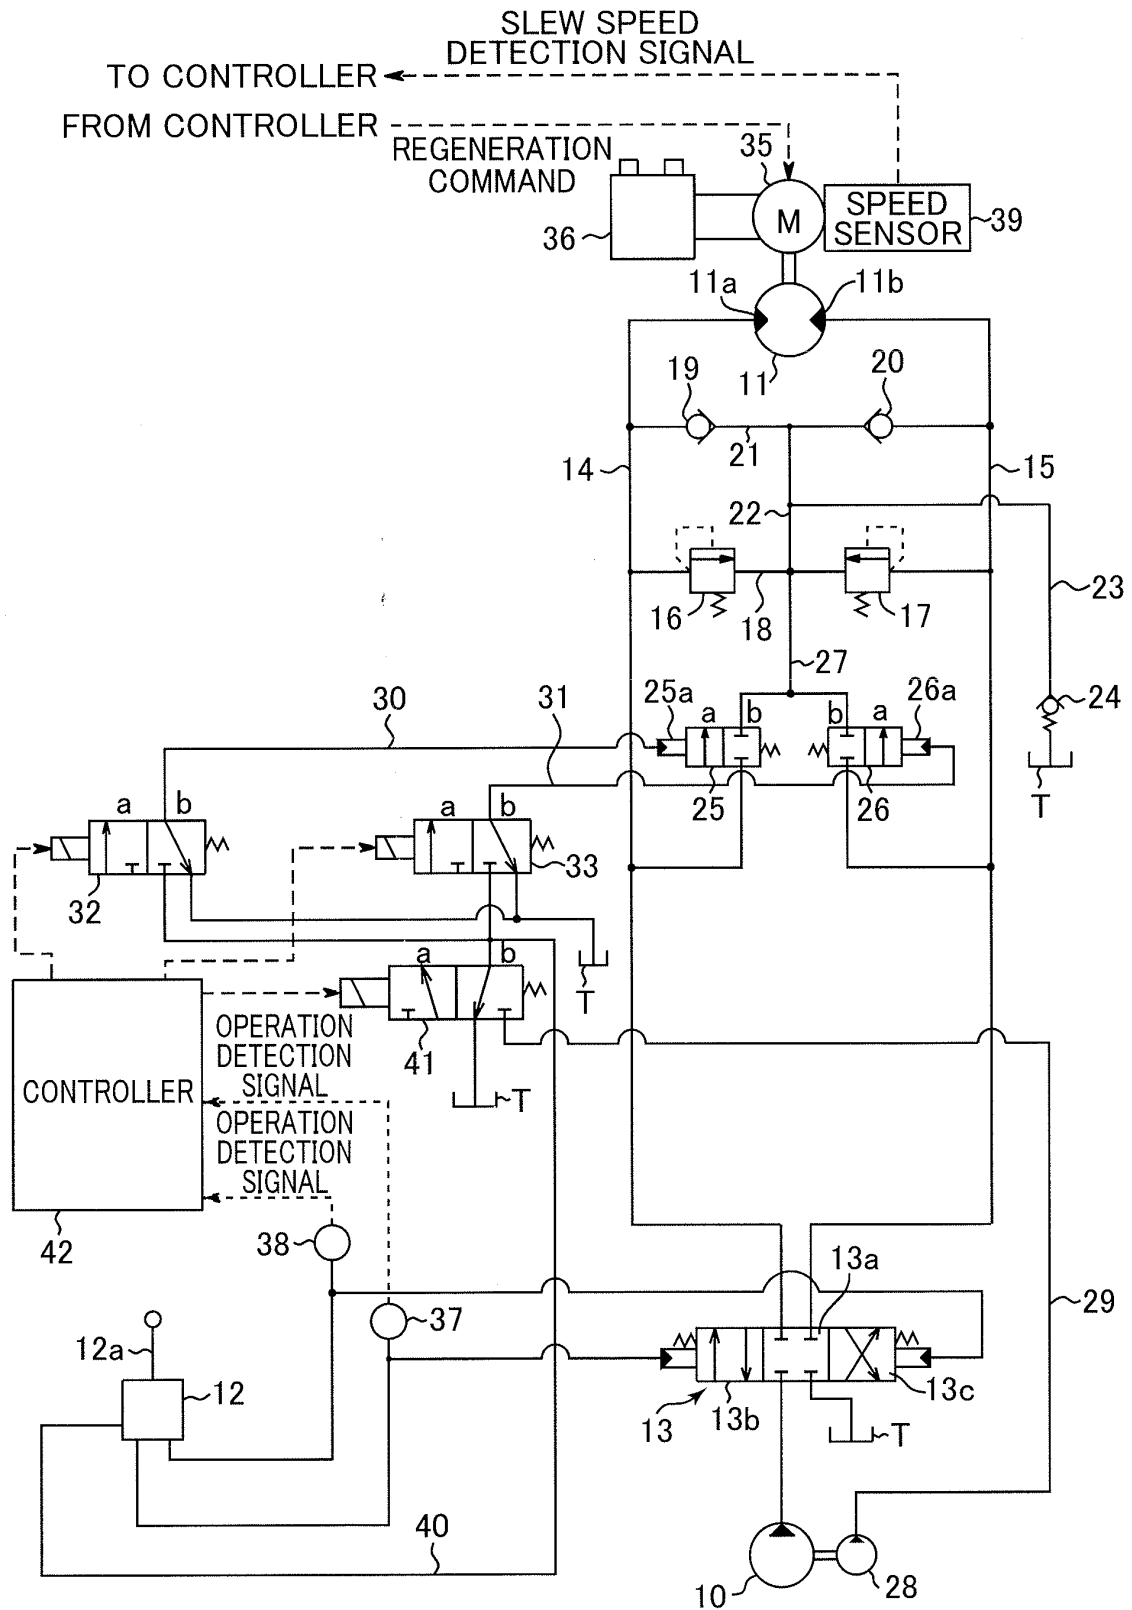 SLEW SPEED
DETECTION SIGNAL
TO CONTROLLER
FROM CONTROLLER
REGENERATION
COMMAND
35
36
M
SPEED
SENSOR
39
11a
11b
11
19
20
21
14
15
22
16
18
17
23
27
25a
26a
30
31
a
b
b
a
24
25
26
T
a
b
a
b
32
33
a
b
T
41
OPERATION
DETECTION
SIGNAL
CONTROLLER
T
OPERATION
DETECTION
SIGNAL
42
38
13a
37
29
12a
12
13
13b
13c
T
40
10
28